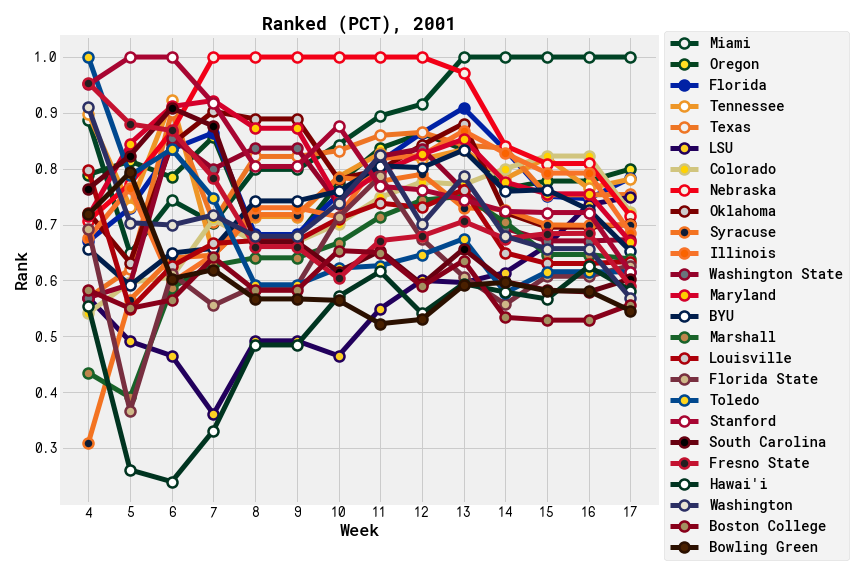 Ranked (PCT), 2001
1.0
0.9
0.8
0.7
0.6
0.5
0.4
0.3
Rank
4 5 6 7 8 9 10 11 12 13 14 15 16 17
Week
Miami
Oregon
Florida
Tennessee
Texas
LSU
Colorado
Nebraska
Oklahoma
Syracuse
Illinois
Washington State
Maryland
BYU
Marshall
Louisville
Florida State
Toledo
Stanford
South Carolina
Fresno State
Hawai'i
Washington
Boston College
Bowling Green